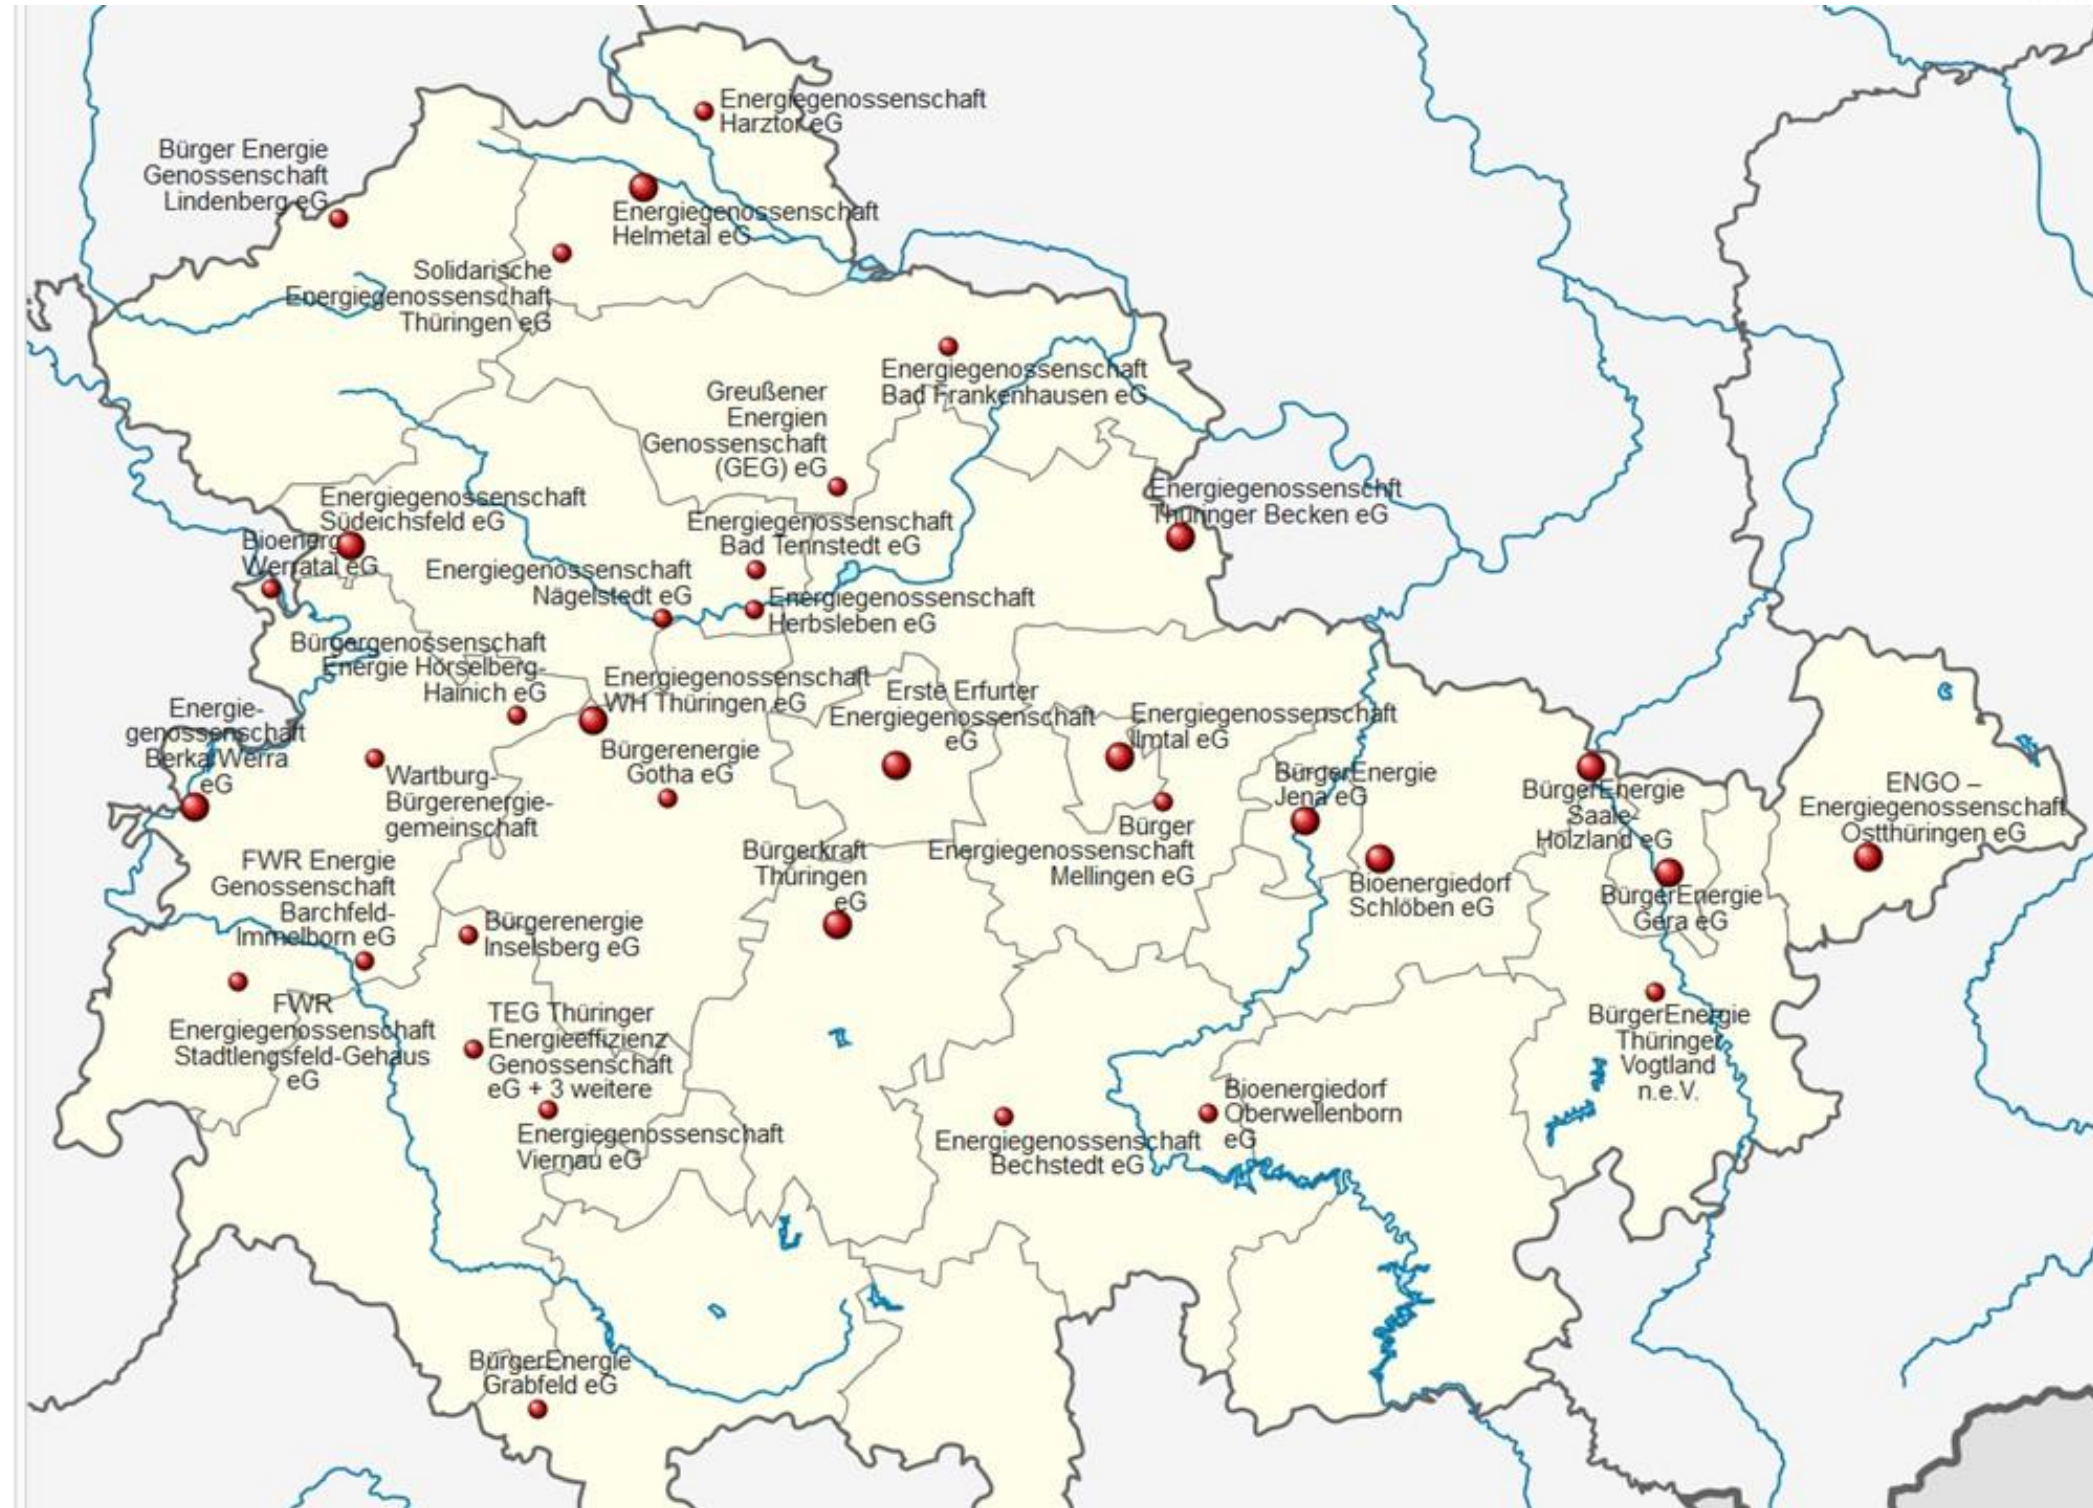 Energiegenossenschaft
Harztor eG
Bürger Energie
Genossenschaft
Lindenberg eG
Energiegenossenschaft
Helmetal eG
Solidarische
Energiegenossenschaft
Thüringen eG
Energiegenossenschaft
Bad Frankenhausen eG
Greußener
Energien
Genossenschaft
(GEG) eG
Energiegenossenschft
Thüringer Becken eG
Energiegenossenschaft
Südeichsfeld eG
Energiegenossenschaft
Bad Tennstedt eG
Werratal eG
Energiegenossenschaft
Nägelstedt eG
Energiegenossenschaft
Herbsleben eG
Bürgergenossenschaft
Energie Hörselberg-
Hainich eG
Energiegenossenschaft
WH Thüringen eG
Erste Erfurter
Energiegenossenschaft
eG
Energiegenossenschaft
Ilmtal eG
Energie-
genossenschaft
Berka/Werra
eG
Bürgerenergie
Gotha eG
Wartburg-
Bürgerenergie-
gemeinschaft
BürgerEnergie
Jena eG
BürgerEnergie
Saale-
Holzland eG
ENGO –
Energiegenossenschaft
Ostthüringen eG
Bürger
Energiegenossenschaft
Mellingen eG
Bürgerkraft
Thüringen
eG
FWR Energie
Genossenschaft
Barchfeld-
Immelborn eG
Bioenergiedorf
Schlöben eG
BürgerEnergie
Gera eG
Bürgerenergie
Inselsberg eG
FWR
Energiegenossenschaft
Stadtlengsfeld-Gehaus
eG
TEG Thüringer
Energieeffizienz
Genossenschaft
eG + 3 weitere
BürgerEnergie
Thüringer
Vogtland
n.e.V.
Energiegenossenschaft
Viernau eG
Energiegenossenschaft
Bechstedt eG
Bioenergiedorf
Oberwellenborn
eG
BürgerEnergie
Grabfeld eG